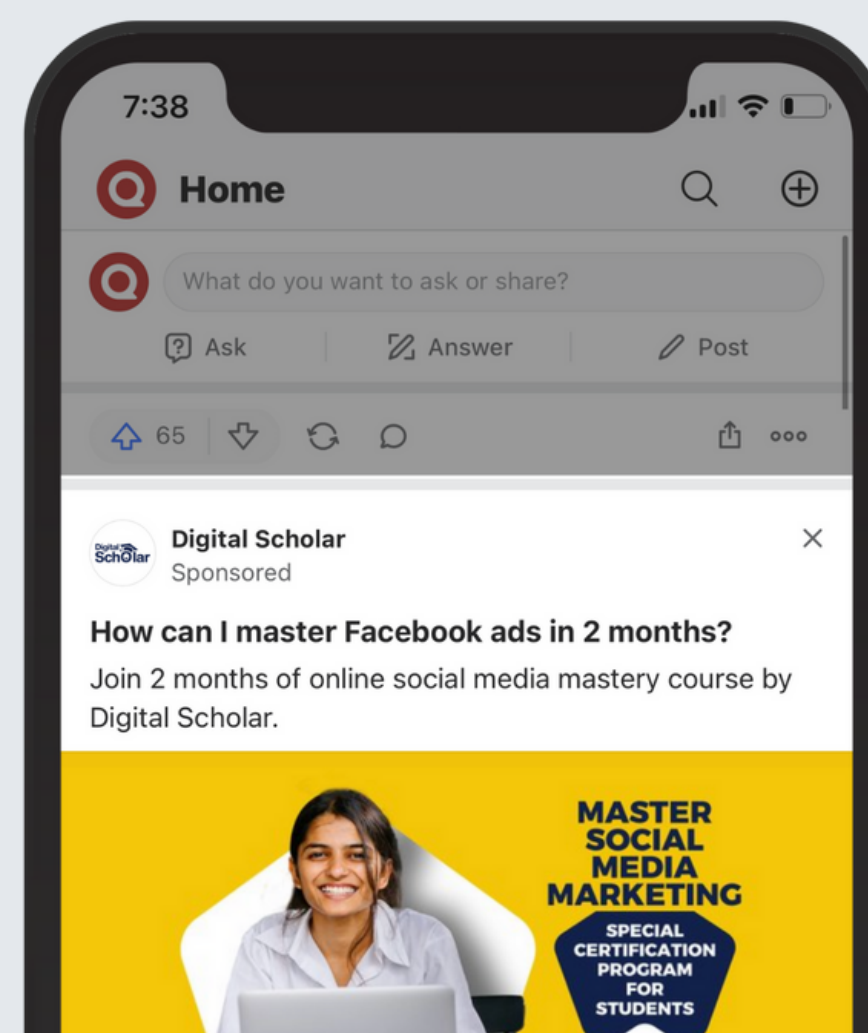 7:38
Home
What do you want to ask or share?
Ask
Answer
Post
65
Digital Scholar
Digital Scholar
Sponsored
How can I master Facebook ads in 2 months?
Join 2 months of online social media mastery course by
Digital Scholar.
MASTER
SOCIAL
MEDIA
MARKETING
SPECIAL
CERTIFICATION
PROGRAM
FOR
STUDENTS